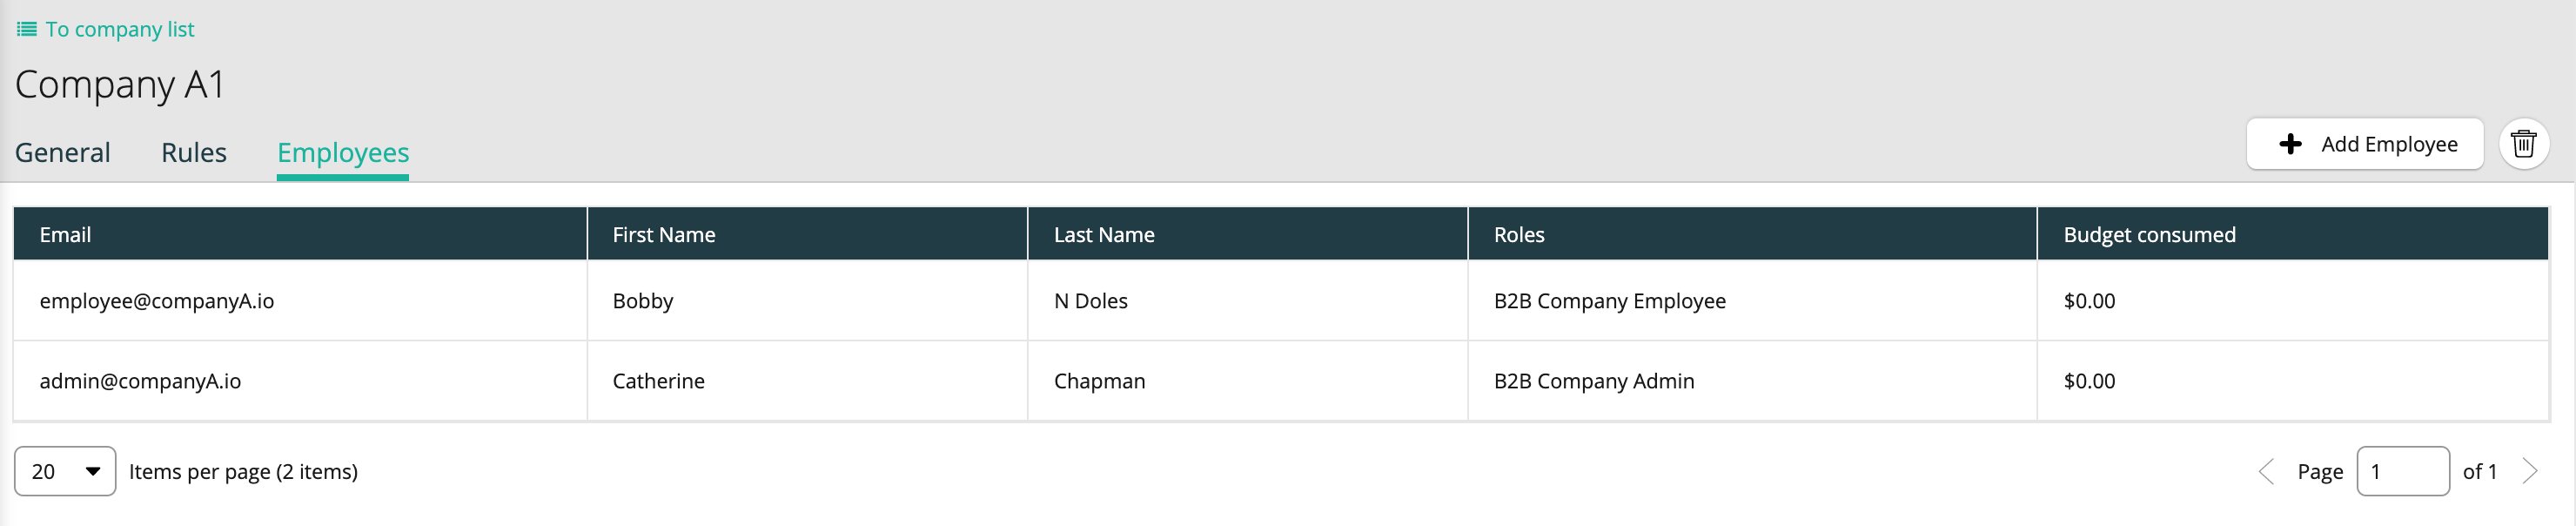 To company list
Company A1
General Rules Employees
Add Employee
Email First Name Last Name Roles Budget consumed
employee@companyA.io Bobby N Doles B2B Company Employee $0.00
admin@companyA.io Catherine Chapman B2B Company Admin $0.00
20 Items per page (2 items) Page 1 of 1